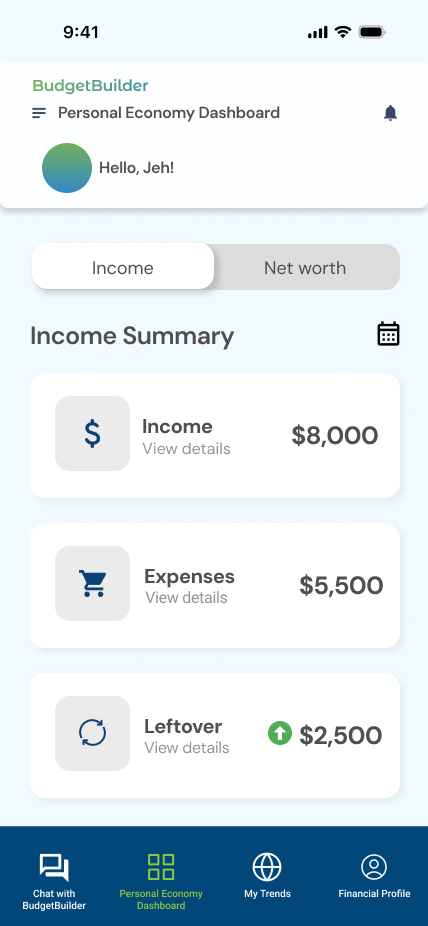 9:41
BudgetBuilder
Personal Economy Dashboard
Hello, Jeh!
Income
Net worth
Income Summary
Income
View details
$8,000
Expenses
View details
$5,500
Leftover
View details
$2,500
Chat with
BudgetBuilder
Personal Economy
Dashboard
My Trends
Financial Profile